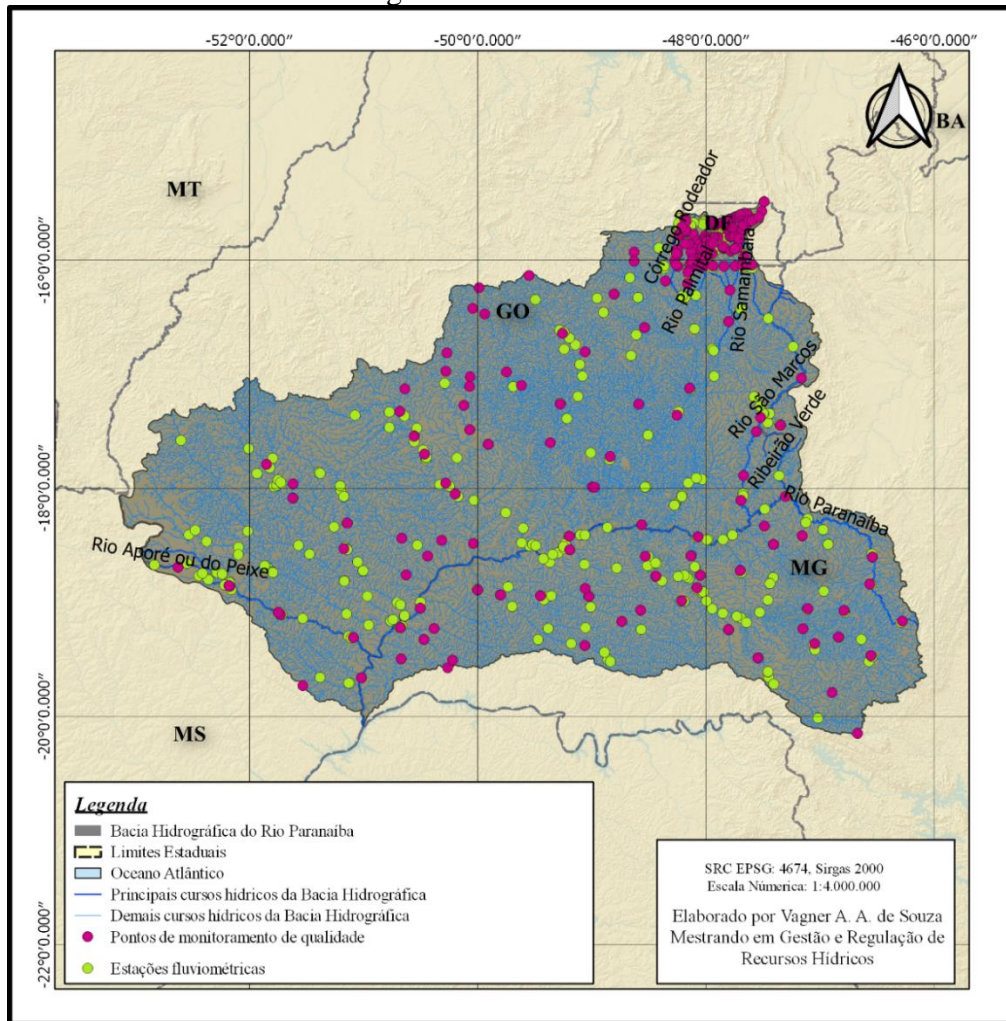 -52°0'0.000"
-50°0'0.000"
-48°0'0.000"
-46°0'0.000"
BA
MT
Córrego Rodeador
DF
-16°0'0.000"
Rio Palmital
Rio Samambaia
GO
Rio São Marcos
Ribeirão Verde
-18°0'0.000"
Rio Paranaíba
Rio Aporé ou do Peixe
MG
-20°0'0.000"
MS
-22°0'0.000"
Legenda
Bacia Hidrográfica do Rio Paranaiba
Limites Estaduais
Oceano Atlântico
Principais cursos hídricos da Bacia Hidrográfica
Demais cursos hídricos da Bacia Hidrográfica
Pontos de monitoramento de qualidade
Estações fluviométricas
SRC EPSG: 4674, Sirgas 2000
Escala Númerica: 1:4.000.000
Elaborado por Vagner A. A. de Souza
Mestrando em Gestão e Regulação de
Recursos Hídricos